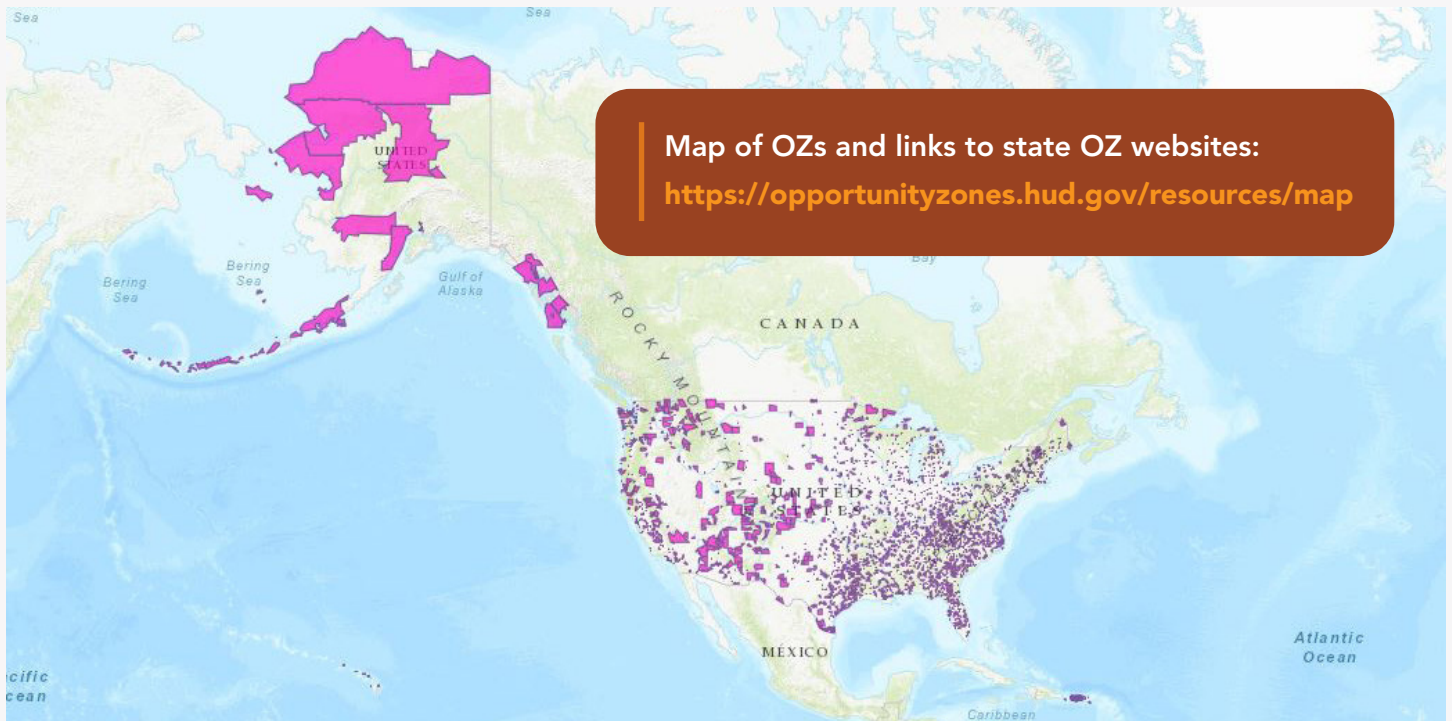 Sea
Sea
UNITED
STATES
Map of OZs and links to state OZ websites:
https://opportunityzones.hud.gov/resources/map
Bay
Bering
Sea
Bering
Sea
Gulf of
Alaska
ROCKY MOUNTAIN
CANADA
UNITED
STATES
MÉXICO
Atlantic
Ocean
cific
cean
Caribbean